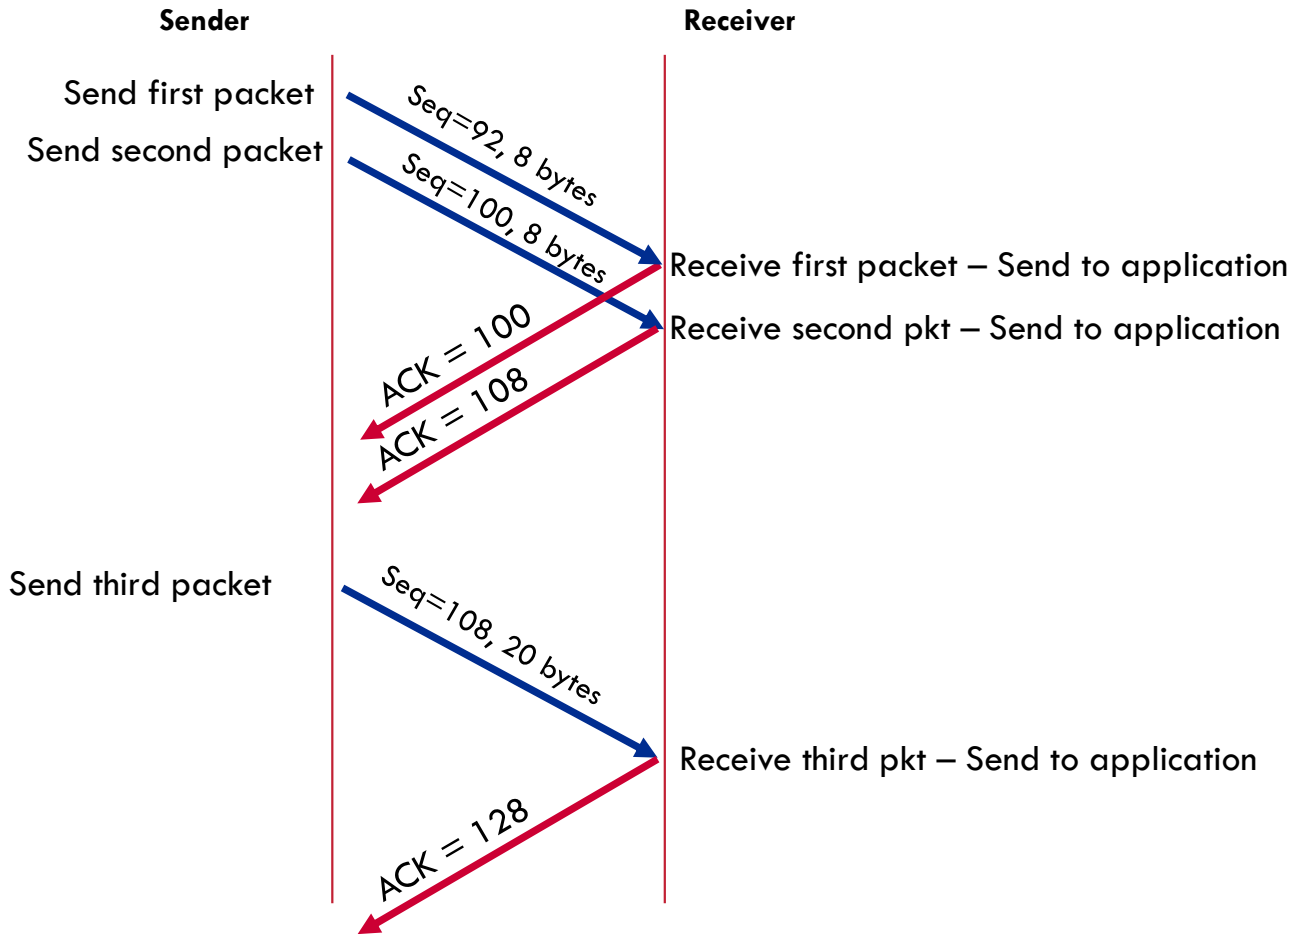 Sender
Receiver
Send first packet
Seq=92, 8 bytes
Send second packet
Seq=100, 8 bytes
Receive first packet – Send to application
Receive second pkt – Send to application
ACK = 100
ACK = 108
Send third packet
Seq=108, 20 bytes
Receive third pkt – Send to application
ACK = 128